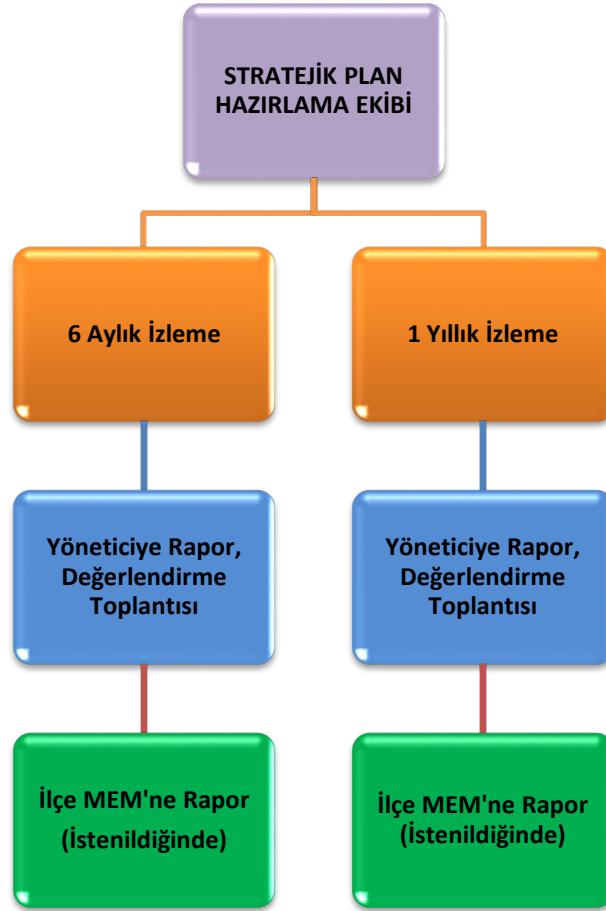 STRATEJİK PLAN
HAZIRLAMA EKİBİ
6 Aylık İzleme
1 Yıllık İzleme
Yöneticiye Rapor,
Değerlendirme
Toplantısı
Yöneticiye Rapor,
Değerlendirme
Toplantısı
İlçe MEM'ne Rapor
(İstenildiğinde)
İlçe MEM'ne Rapor
(İstenildiğinde)